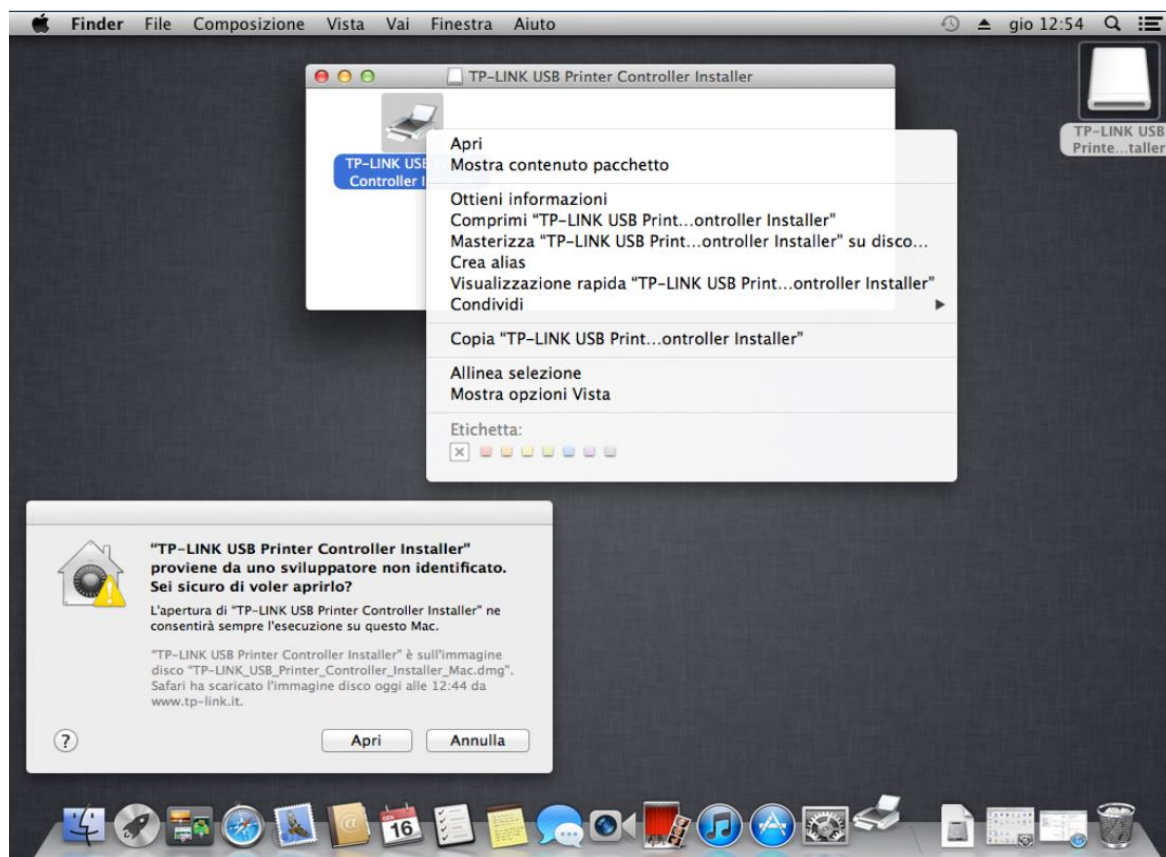 Finder File Composizione Vista Vai Finestra Aiuto gio 12:54
TP-LINK USB Printer Controller Installer
TP-LINK USB
Printe...taller
TP-LINK US
Controller I
Apri
Mostra contenuto pacchetto
Ottieni informazioni
Comprimi “TP-LINK USB Print...ontroller Installer”
Masterizza “TP-LINK USB Print...ontroller Installer” su disco...
Crea alias
Visualizzazione rapida “TP-LINK USB Print...ontroller Installer”
Condividi
Copia “TP-LINK USB Print...ontroller Installer”
Allinea selezione
Mostra opzioni Vista
Etichetta:
“TP-LINK USB Printer Controller Installer”
proviene da uno sviluppatore non identificato.
Sei sicuro di voler aprirlo?
L'apertura di “TP-LINK USB Printer Controller Installer” ne
consentirà sempre l'esecuzione su questo Mac.
“TP-LINK USB Printer Controller Installer” è sull'immagine
disco “TP-LINK_USB_Printer_Controller_Installer_Mac.dmg”.
Safari ha scaricato l'immagine disco oggi alle 12:44 da
www.tp-link.it.
? Apri Annulla
16